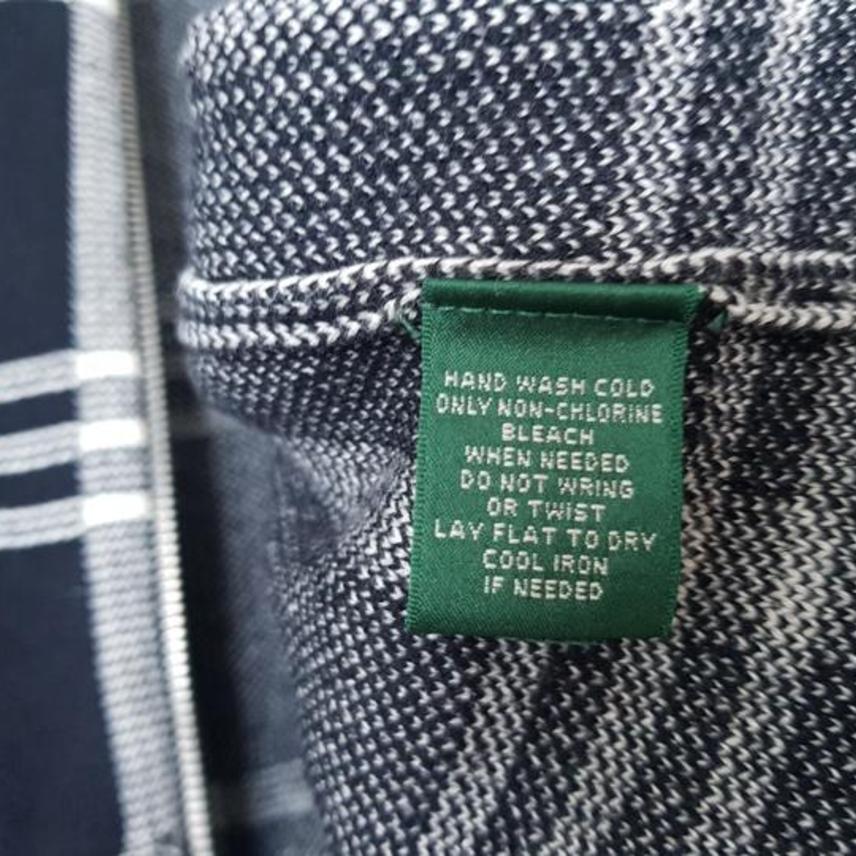 HAND WASH COLD
ONLY NON-CHLORINE
BLEACH
WHEN NEEDED
DO NOT WRING
OR TWIST
LAY FLAT TO DRY
COOL IRON
IF NEEDED